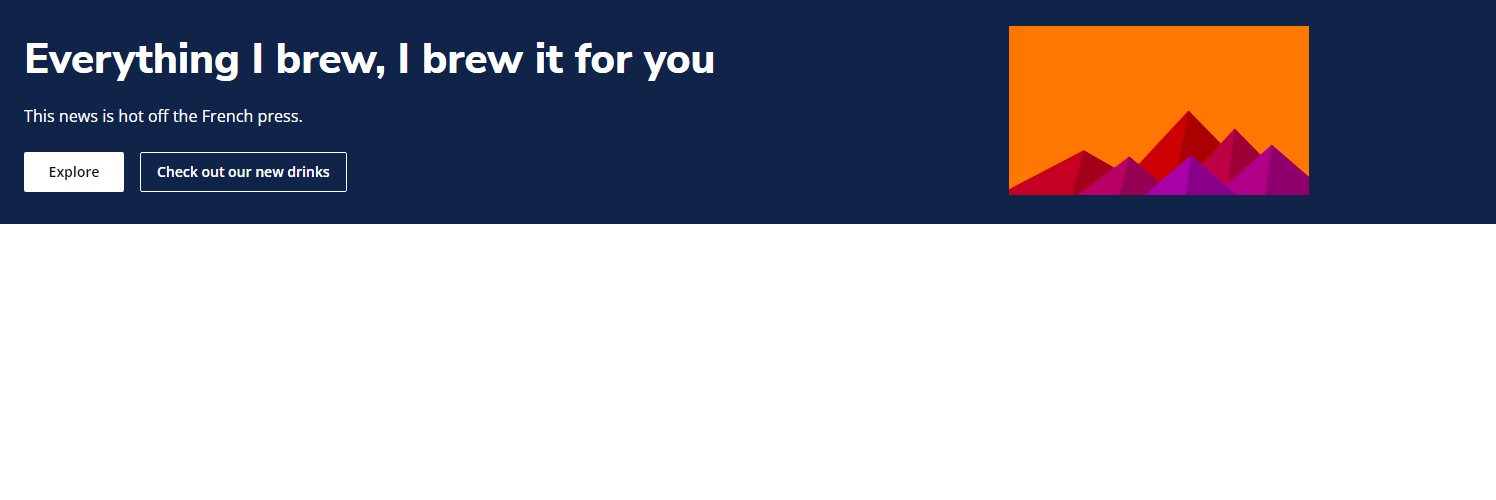 Everything I brew, I brew it for you
This news is hot off the French press.
Explore
Check out our new drinks